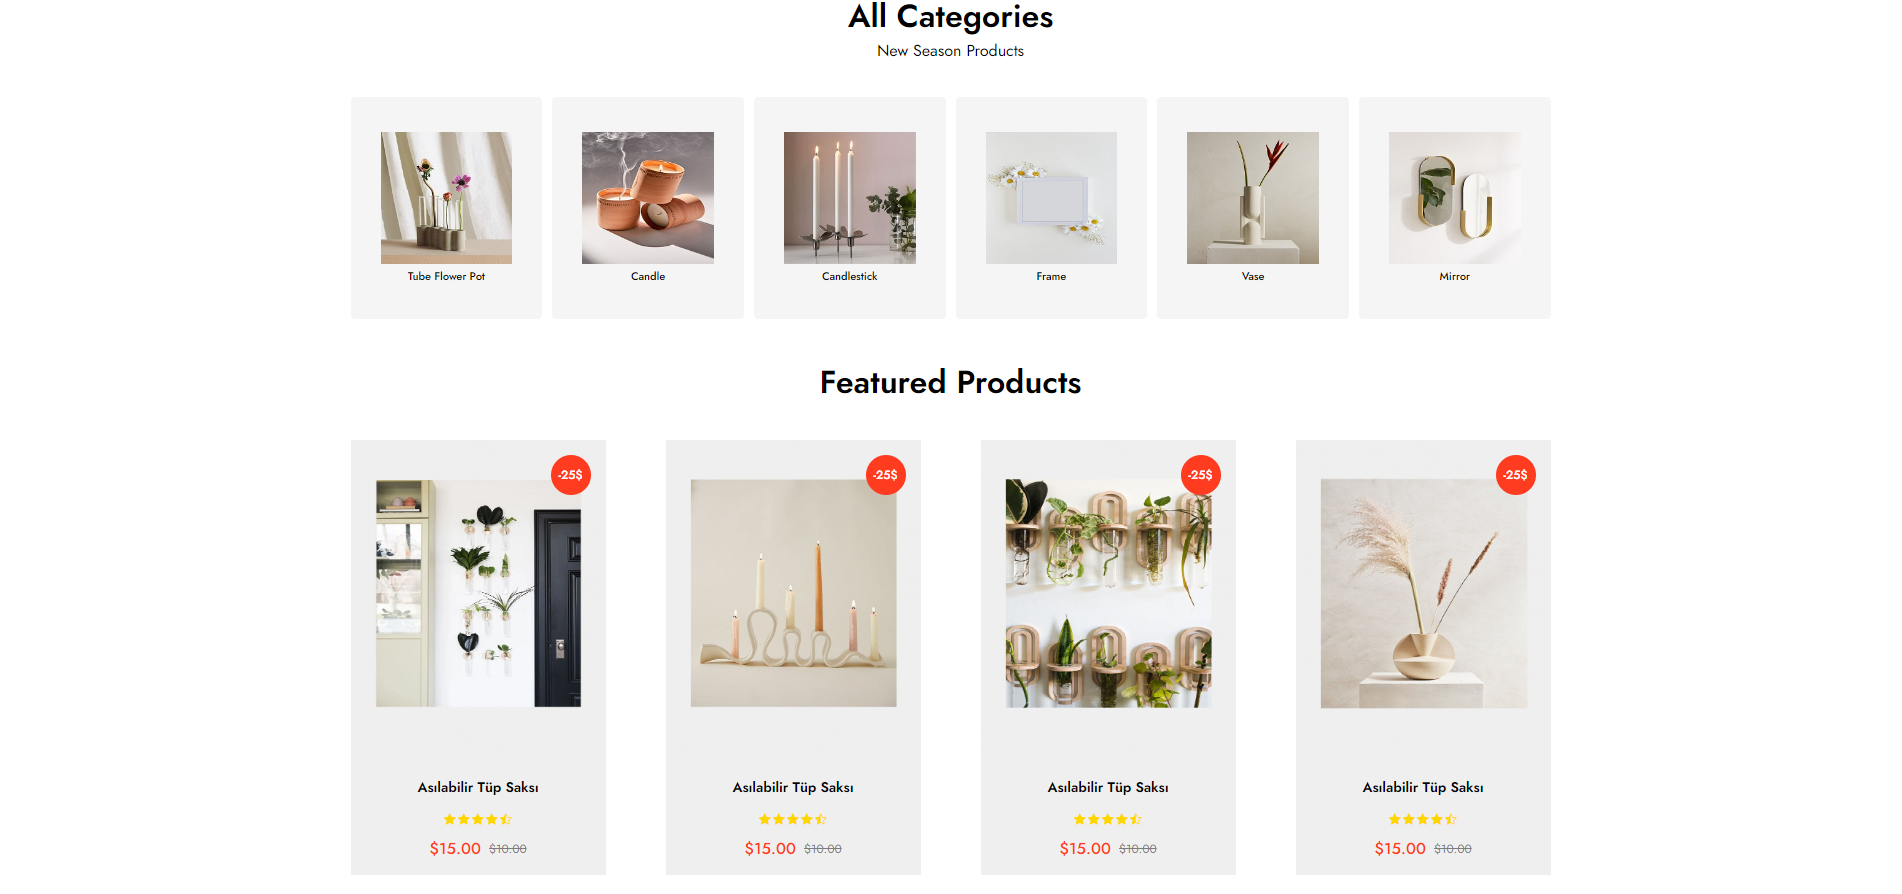 All Categories
New Season Products
Tube Flower Pot
Candle
Candlestick
Frame
Vase
Mirror
Featured Products
-25$
-25$
-25$
-25$
Asılabilir Tüp Saksı
Asılabilir Tüp Saksı
Asılabilir Tüp Saksı
Asılabilir Tüp Saksı
$15.00 $10.00
$15.00 $10.00
$15.00 $10.00
$15.00 $10.00